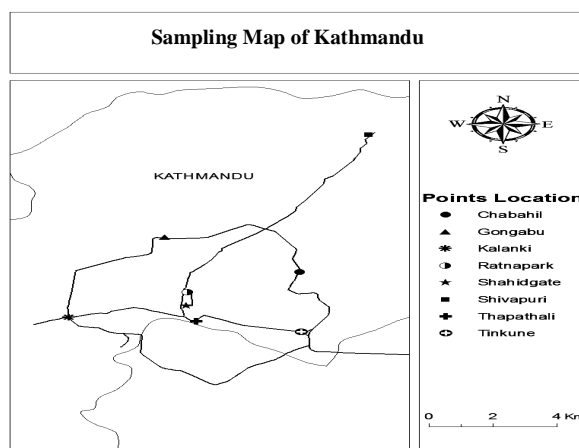 Sampling Map of Kathmandu
KATHMANDU
N
W E
S
Points Location
Chabahil
Gongabu
Kalanki
Ratnapark
Shahidgate
Shivapuri
Thapathali
Tinkune
0 2 4 Km